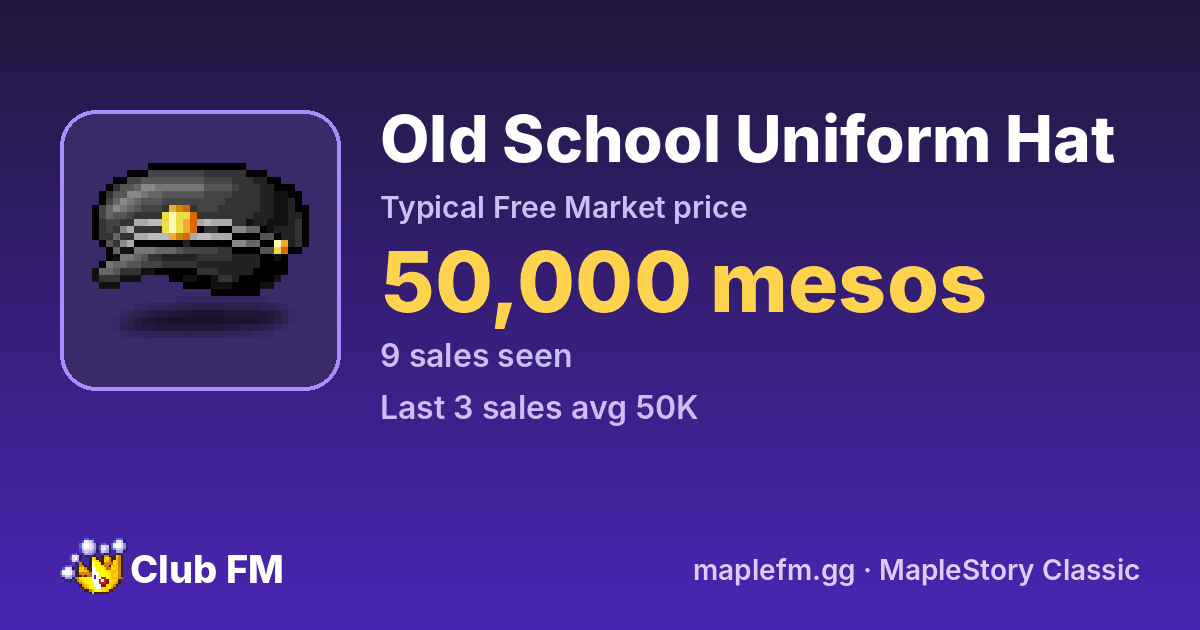 Old School Uniform Hat
Typical Free Market price
50,000 mesos
9 sales seen
Last 3 sales avg 50K
Club FM
maplefm.gg · MapleStory Classic